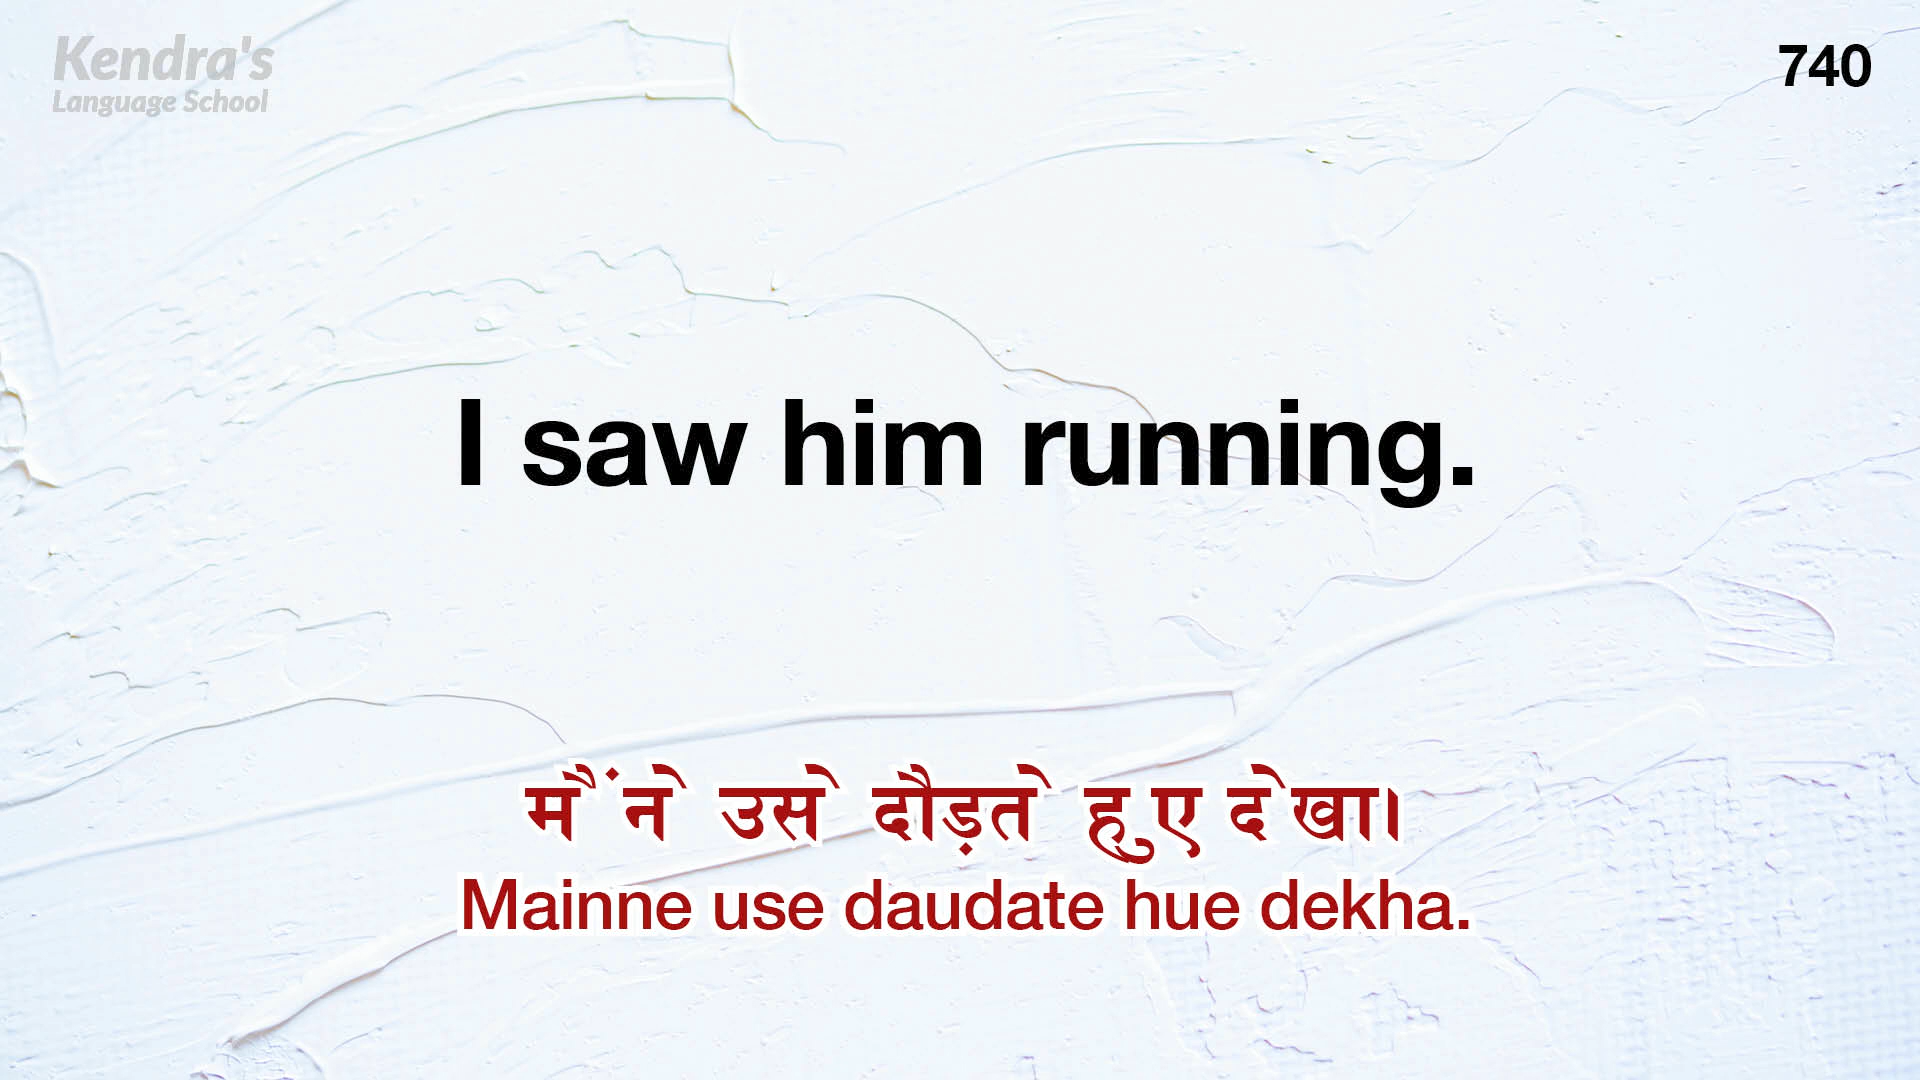 Kendra's
Language School
740
I saw him running.
मैंने उसे दौड़ते हुए देखा।
Mainne use daudate hue dekha.